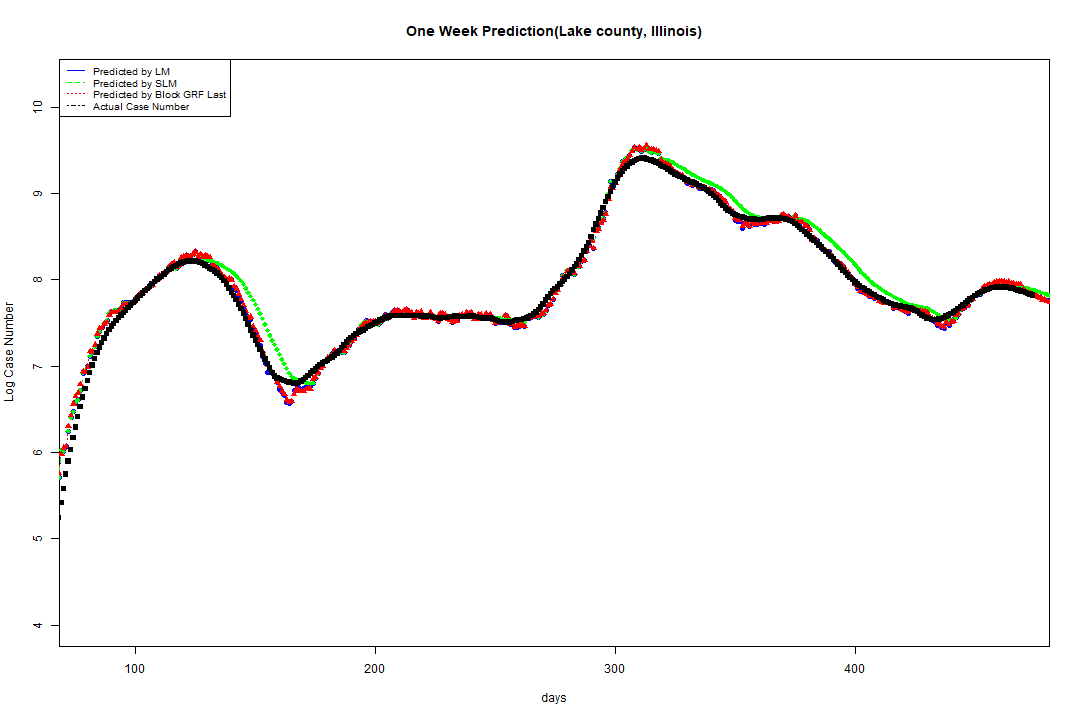 One Week Prediction(Lake county, Illinois)
Predicted by LM
Predicted by SLM
Predicted by Block GRF Last
Actual Case Number
10
9
8
7
6
5
4
Log Case Number
100 200 300 400
days